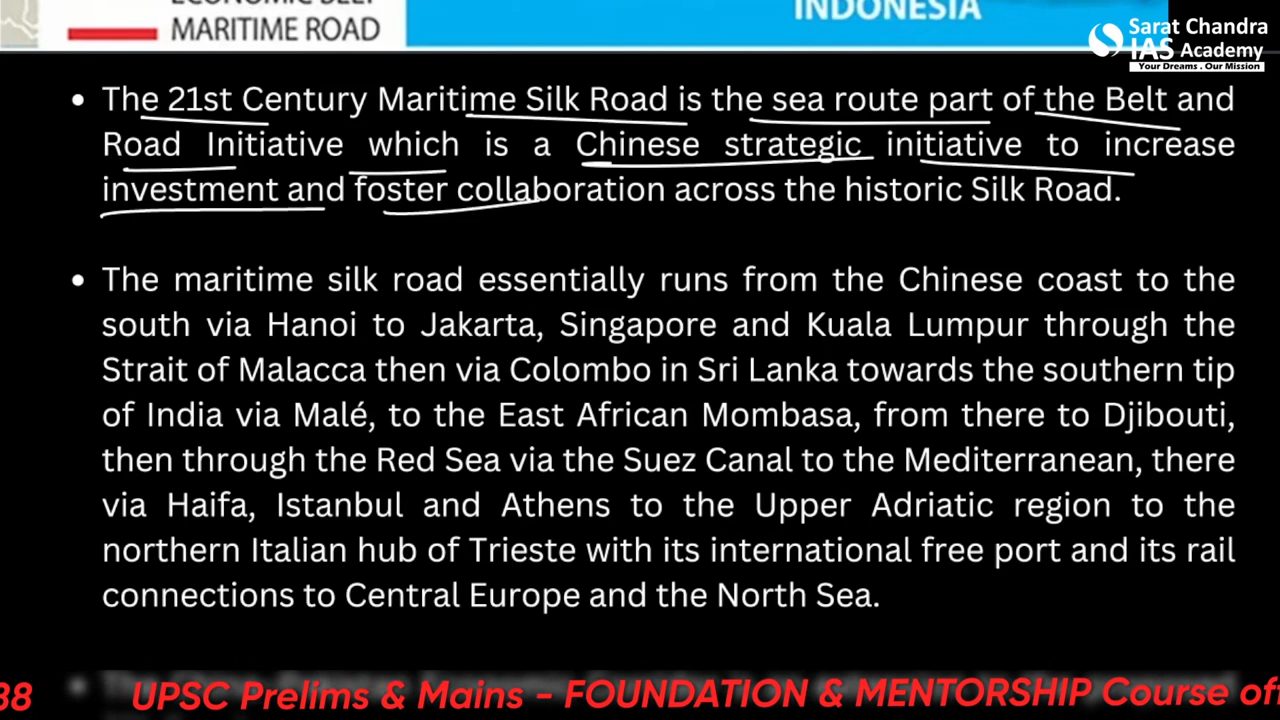 MARITIME ROAD
INDONESIA
Sarat Chandra
IAS Academy
Your Dreams . Our Mission
• The 21st Century Maritime Silk Road is the sea route part of the Belt and
Road Initiative which is a Chinese strategic initiative to increase
investment and foster collaboration across the historic Silk Road.
• The maritime silk road essentially runs from the Chinese coast to the
south via Hanoi to Jakarta, Singapore and Kuala Lumpur through the
Strait of Malacca then via Colombo in Sri Lanka towards the southern tip
of India via Malé, to the East African Mombasa, from there to Djibouti,
then through the Red Sea via the Suez Canal to the Mediterranean, there
via Haifa, Istanbul and Athens to the Upper Adriatic region to the
northern Italian hub of Trieste with its international free port and its rail
connections to Central Europe and the North Sea.
38 UPSC Prelims & Mains - FOUNDATION & MENTORSHIP Course of